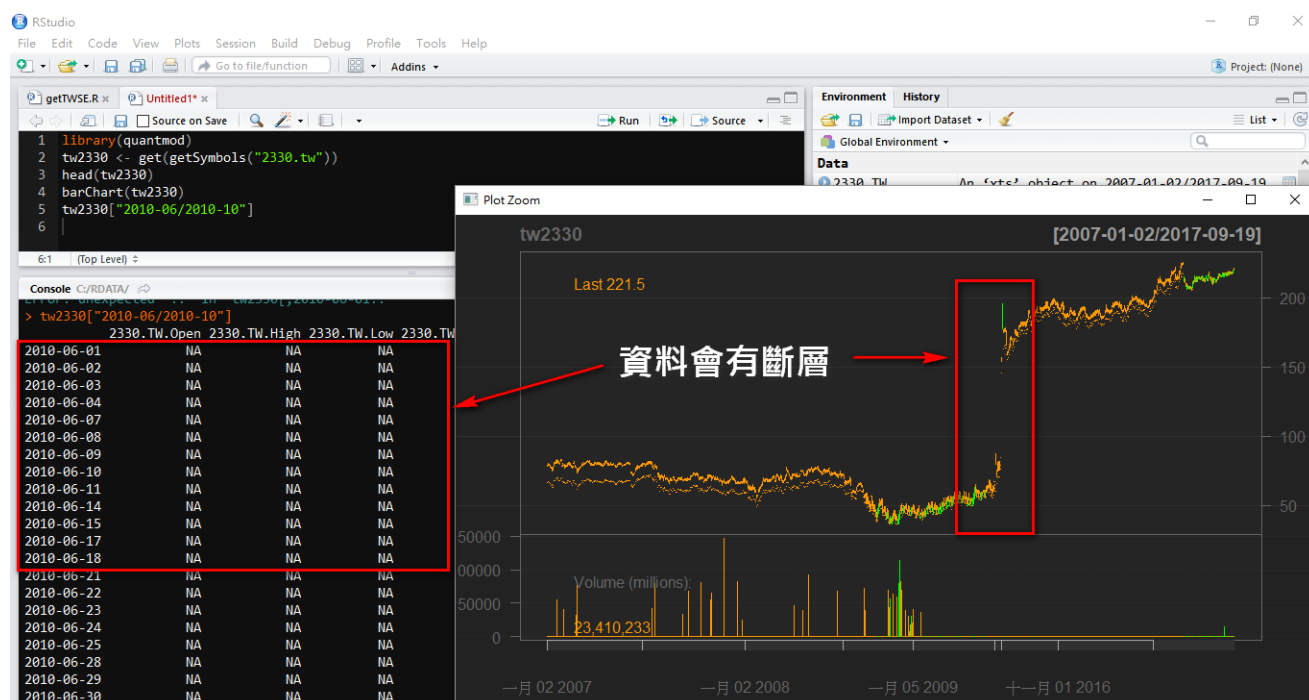 RStudio
File Edit Code View Plots Session Build Debug Profile Tools Help
Go to file/function Addins Project: (None)
getTWSE.R Untitled1*
Source on Save Run Source
1 library(quantmod)
2 tw2330 <- get(getSymbols("2330.tw"))
3 head(tw2330)
4 barChart(tw2330)
5 tw2330["2010-06/2010-10"]
6
6:1 (Top Level)
Environment History
Import Dataset List
Global Environment
Data
2330.TW An ‘xts’ object on 2007-01-02/2017-09-19
Console C:/RDATA/
> tw2330["2010-06/2010-10"]
2330.TW.Open 2330.TW.High 2330.TW.Low 2330.TW
2010-06-01 NA NA NA
2010-06-02 NA NA NA
2010-06-03 NA NA NA
2010-06-04 NA NA NA
2010-06-07 NA NA NA
2010-06-08 NA NA NA
2010-06-09 NA NA NA
2010-06-10 NA NA NA
2010-06-11 NA NA NA
2010-06-14 NA NA NA
2010-06-15 NA NA NA
2010-06-17 NA NA NA
2010-06-18 NA NA NA
2010-06-21 NA NA NA
2010-06-22 NA NA NA
2010-06-23 NA NA NA
2010-06-24 NA NA NA
2010-06-25 NA NA NA
2010-06-28 NA NA NA
2010-06-29 NA NA NA
2010-06-30 NA NA NA
Plot Zoom
tw2330 [2007-01-02/2017-09-19]
Last 221.5
資料會有斷層
200
150
100
50
50000
00000
50000
0
Volume (millions):
23,410,233
一月 02 2007 一月 02 2008 一月 05 2009 十一月 01 2016